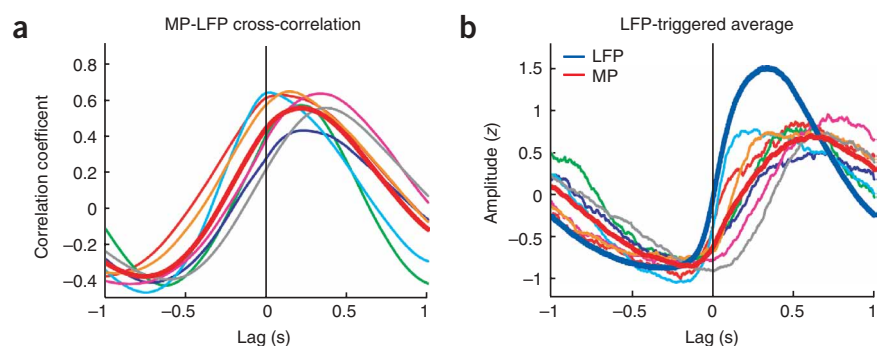 a
MP-LFP cross-correlation
Correlation coefficent
0.8
0.6
0.4
0.2
0
−0.2
−0.4
−1
−0.5
0
0.5
1
Lag (s)
b
LFP-triggered average
LFP
MP
Amplitude (z)
1.5
1.0
0.5
0
−0.5
−1
−1
−0.5
0
0.5
1
Lag (s)